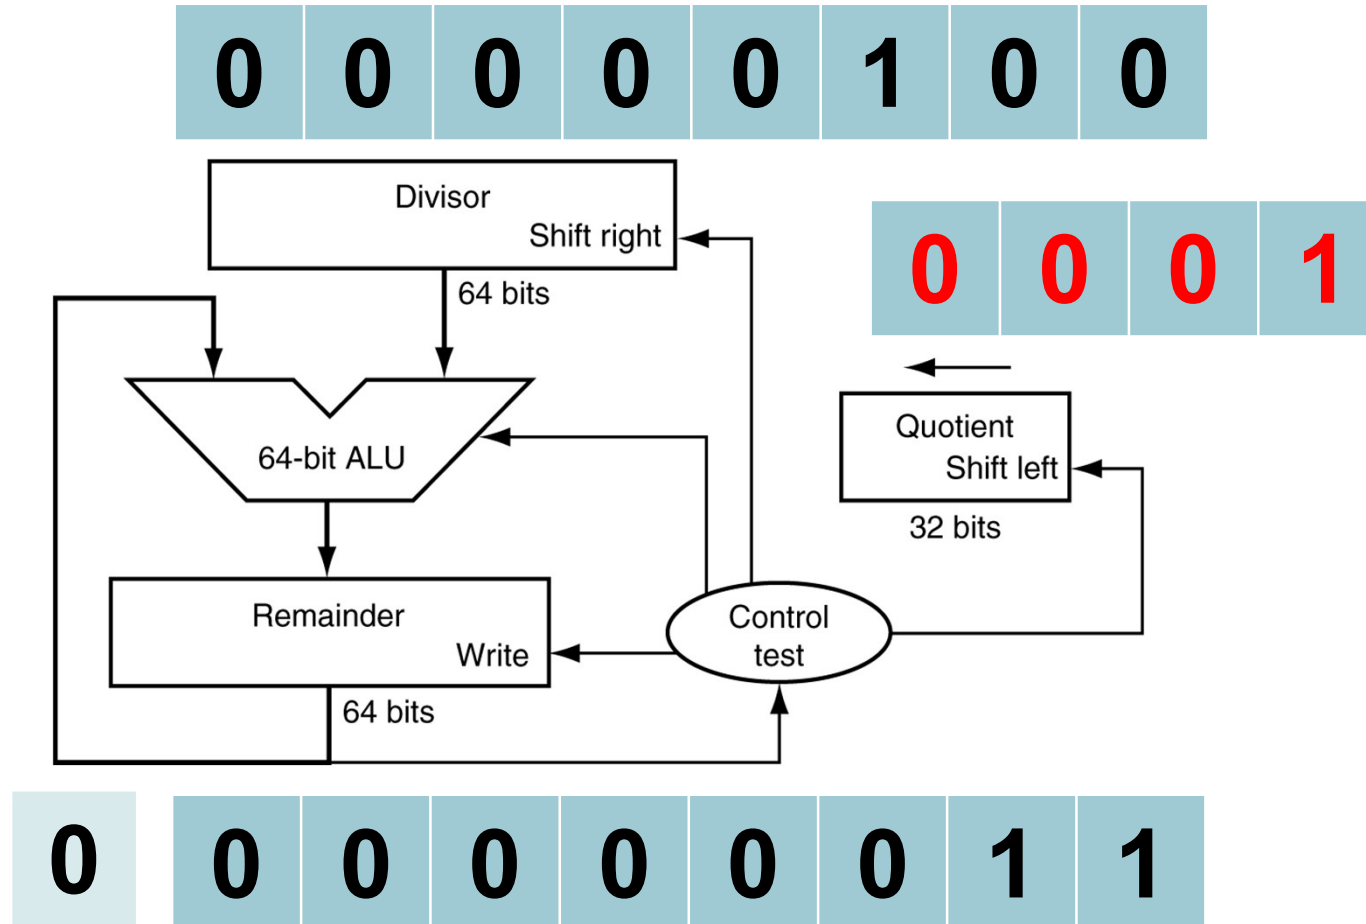 0 0 0 0 0 1 0 0
Divisor
Shift right
64 bits
0 0 0 1
64-bit ALU
Quotient
Shift left
32 bits
Remainder
Write
Control
test
64 bits
0 0 0 0 0 0 0 1 1